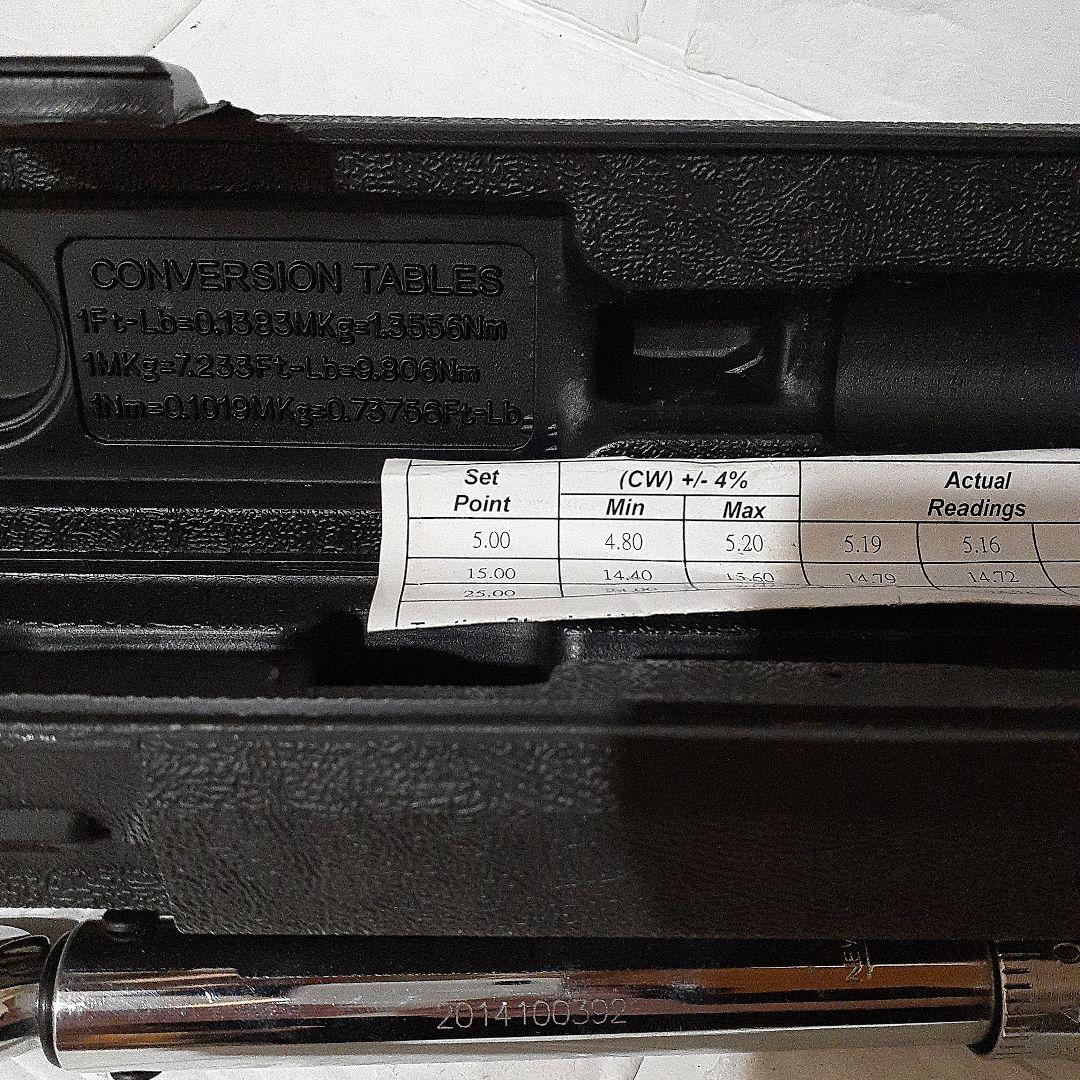 CONVERSION TABLES
1Ft-Lb=0.1383MKg=1.3556Nm
1MKg=7.233Ft-Lb=9.806Nm
1Nm=0.1019MKg=0.73756Ft-Lb
Set Point (CW) +/- 4% Actual Readings
Min Max
5.00 4.80 5.20 5.19 5.16
15.00 14.40 15.60 14.79 14.72
25.00
2014100392